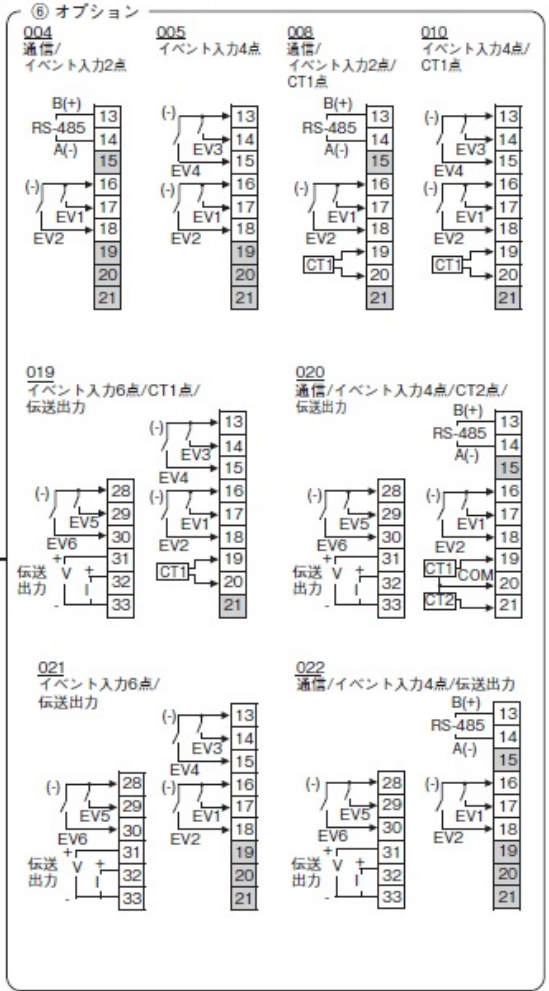 ⑥ オプション
004
通信/
イベント入力2点
B(+)
RS-485
A(-)
(-)
EV1
EV2
13
14
15
16
17
18
19
20
21
005
イベント入力4点
(-)
EV3
EV4
(-)
EV1
EV2
13
14
15
16
17
18
19
20
21
008
通信/
イベント入力2点/
CT1点
B(+)
RS-485
A(-)
(-)
EV1
EV2
CT1
13
14
15
16
17
18
19
20
21
010
イベント入力4点/
CT1点
(-)
EV3
EV4
(-)
EV1
EV2
CT1
13
14
15
16
17
18
19
20
21
019
イベント入力6点/CT1点/
伝送出力
(-)
EV5
EV6
+
V
+
I
-
伝送
出力
28
29
30
31
32
33
(-)
EV3
EV4
(-)
EV1
EV2
CT1
13
14
15
16
17
18
19
20
21
020
通信/イベント入力4点/CT2点/
伝送出力
(-)
EV5
EV6
+
V
+
I
-
伝送
出力
28
29
30
31
32
33
B(+)
RS-485
A(-)
(-)
EV1
EV2
CT1
COM
CT2
13
14
15
16
17
18
19
20
21
021
イベント入力6点/
伝送出力
(-)
EV5
EV6
+
V
+
I
-
伝送
出力
28
29
30
31
32
33
(-)
EV3
EV4
(-)
EV1
EV2
13
14
15
16
17
18
19
20
21
022
通信/イベント入力4点/伝送出力
(-)
EV5
EV6
+
V
+
I
-
伝送
出力
28
29
30
31
32
33
B(+)
RS-485
A(-)
(-)
EV1
EV2
13
14
15
16
17
18
19
20
21